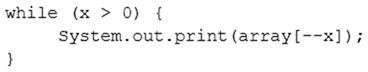 while (x > 0) {
     System.out.print(array[--x]);
}